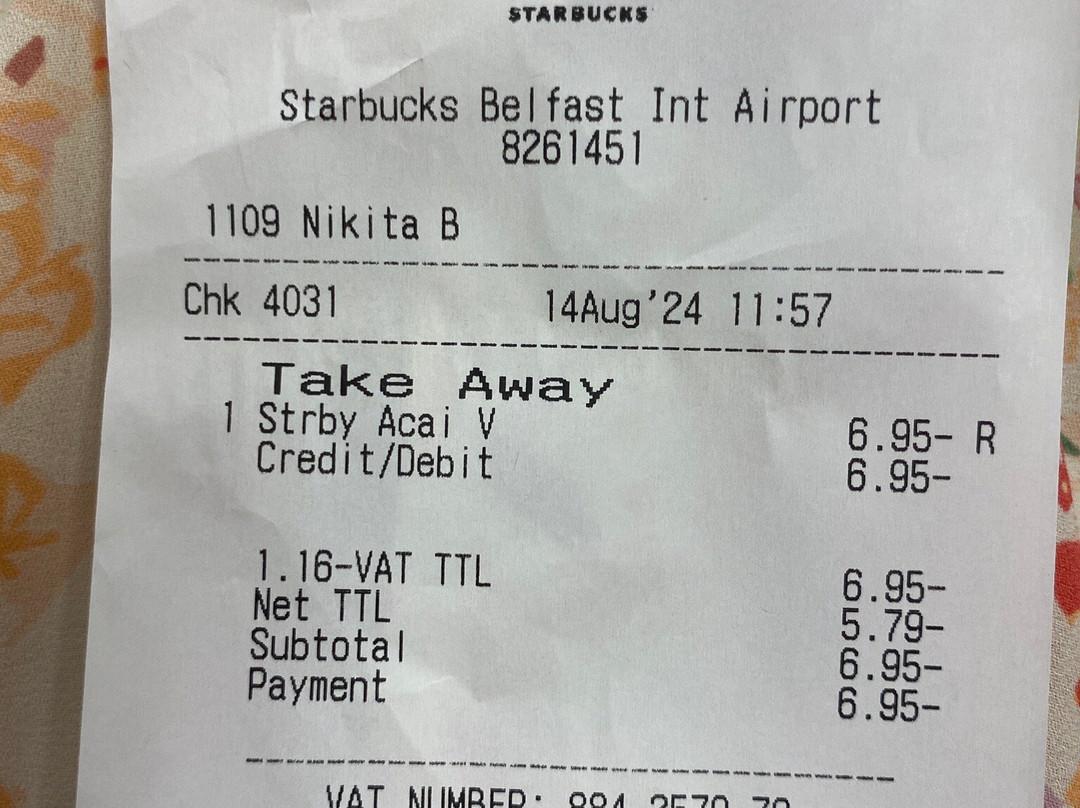 STARBUCKS
Starbucks Belfast Int Airport
8261451
1109 Nikita B
Chk 4031 14Aug'24 11:57
Take Away
1 Strby Acai V 6.95- R
Credit/Debit 6.95-
1.16-VAT TTL 6.95-
Net TTL 5.79-
Subtotal 6.95-
Payment 6.95-
VAT NUMBER: